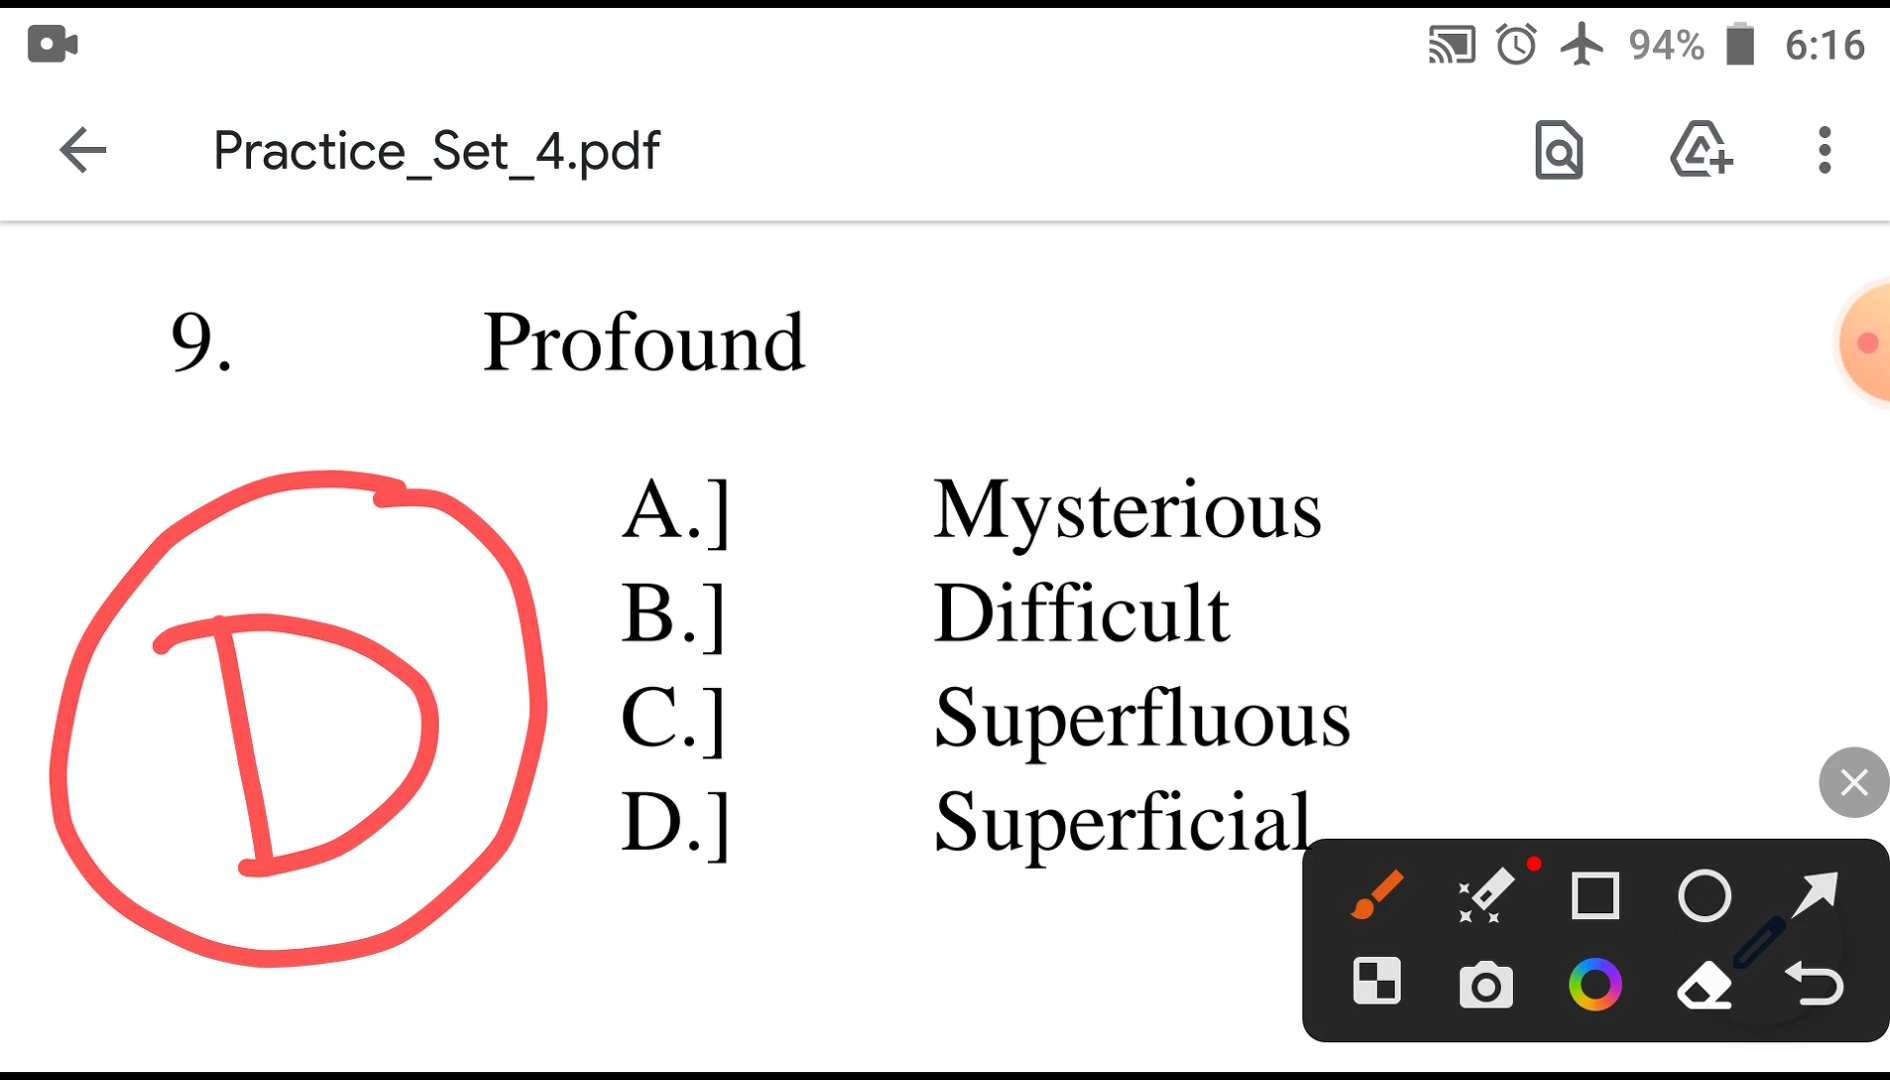 94% 6:16
Practice_Set_4.pdf
9. Profound
A.] Mysterious
B.] Difficult
C.] Superfluous
D.] Superficial
D